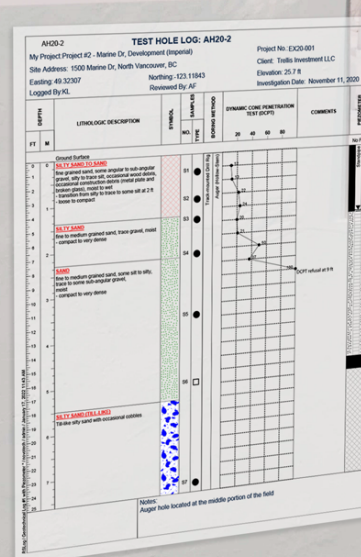 AH20-2
TEST HOLE LOG: AH20-2
My Project:Project #2 - Marine Dr, Development (Imperial)
Project No.:EX20-001
Site Address: 1500 Marine Dr, North Vancouver, BC
Client: Trellis Investment LLC
Easting:49.32307
Northing:-123.11843
Elevation: 25.7 ft
Logged By:KL
Reviewed By: AF
Investigation Date: November 11, 2020
DEPTH
LITHOLOGIC DESCRIPTION
SYMBOL
SAMPLES
BORING METHOD
DYNAMIC CONE PENETRATION
TEST (DCPT)
COMMENTS
FT
M
NO.
TYPE
20 40 60 80
Ground Surface
SILTY SAND TO SAND
fine grained sand, some angular to sub-angular
gravel, silty to trace silt, occasional wood debris,
occasional construction debris (metal plate and
broken glass), moist to wet
- transition from silty to trace to some silt at 2 ft
- loose to compact
S1
Track-mounted Drill Rig
Auger (Hollow-Stem)
S2
S3
SILTY SAND
fine to medium grained sand, trace gravel, moist
- compact to very dense
S4
SAND
fine to medium grained sand, some silt to silty,
trace to some sub-angular gravel,
moist
- compact to very dense
DCPT refusal at 9 ft
S5
S6
SILTY SAND (TILL-LIKE)
Till-like silty sand with occasional cobbles
S7
Notes:
Auger hole located at the middle portion of the field